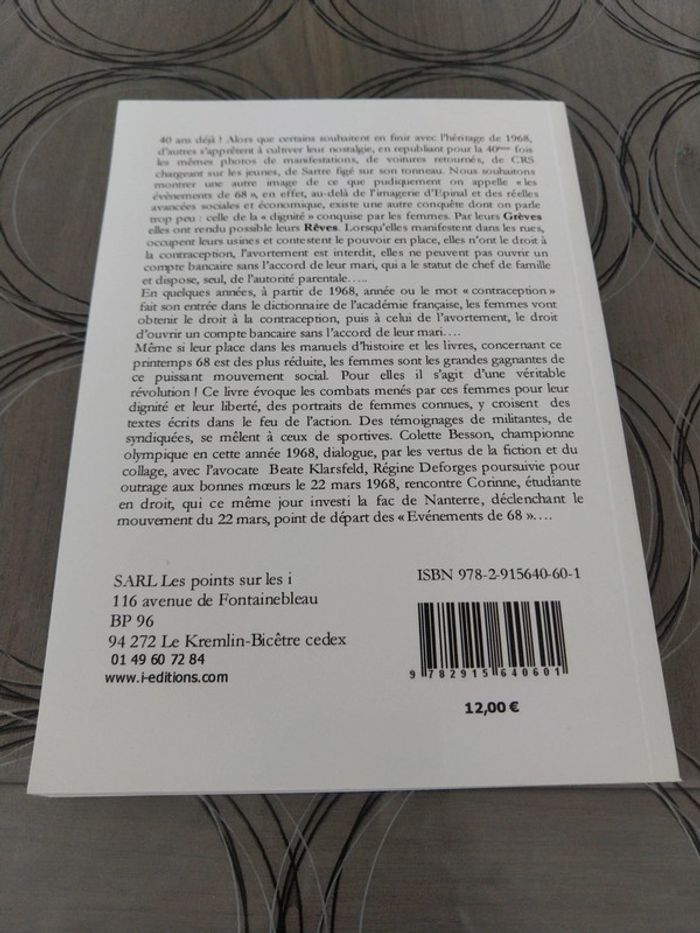 40 ans déjà ! Alors que certains souhaitent en finir avec l'héritage de 1968,
d'autres s'apprêtent à cultiver leur nostalgie, en republiant pour la 40ème fois
les mêmes photos de manifestations, de voitures retournés, de CRS
chargeant sur les jeunes, de Sartre figé sur son tonneau. Nous souhaitons
montrer une autre image de ce que pudiquement on appelle « les
évènements de 68 », en effet, au-delà de l'imagerie d'Epinal et des réelles
avancées sociales et économique, existe une autre conquête dont on parle
trop peu : celle de la « dignité » conquise par les femmes. Par leurs Grèves
elles ont rendu possible leurs Rêves. Lorsqu'elles manifestent dans les rues,
occupent leurs usines et contestent le pouvoir en place, elles n'ont le droit à
la contraception, l'avortement est interdit, elles ne peuvent pas ouvrir un
compte bancaire sans l'accord de leur mari, qui a le statut de chef de famille
et dispose, seul, de l'autorité parentale…..
En quelques années, à partir de 1968, année ou le mot « contraception »
fait son entrée dans le dictionnaire de l'académie française, les femmes vont
obtenir le droit à la contraception, puis à celui de l'avortement, le droit
d'ouvrir un compte bancaire sans l'accord de leur mari….
Même si leur place dans les manuels d'histoire et les livres, concernant ce
printemps 68 est des plus réduite, les femmes sont les grandes gagnantes de
ce puissant mouvement social. Pour elles il s'agit d'une véritable
révolution ! Ce livre évoque les combats menés par ces femmes pour leur
dignité et leur liberté, des portraits de femmes connues, y croisent des
textes écrits dans le feu de l'action. Des témoignages de militantes, de
syndiquées, se mêlent à ceux de sportives. Colette Besson, championne
olympique en cette année 1968, dialogue, par les vertus de la fiction et du
collage, avec l'avocate Beate Klarsfeld, Régine Deforges poursuivie pour
outrage aux bonnes mœurs le 22 mars 1968, rencontre Corinne, étudiante
en droit, qui ce même jour investi la fac de Nanterre, déclenchant le
mouvement du 22 mars, point de départ des « Evénements de 68 »….
SARL Les points sur les i
116 avenue de Fontainebleau
BP 96
94 272 Le Kremlin-Bicêtre cedex
01 49 60 72 84
www.i-editions.com
ISBN 978-2-915640-60-1
9 782915 640601
12,00 €